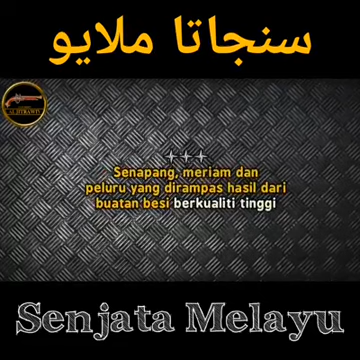 سنجاتا ملايو
Senapang, meriam dan
peluru yang dirampas hasil dari
buatan besi berkualiti tinggi
Senjata Melayu